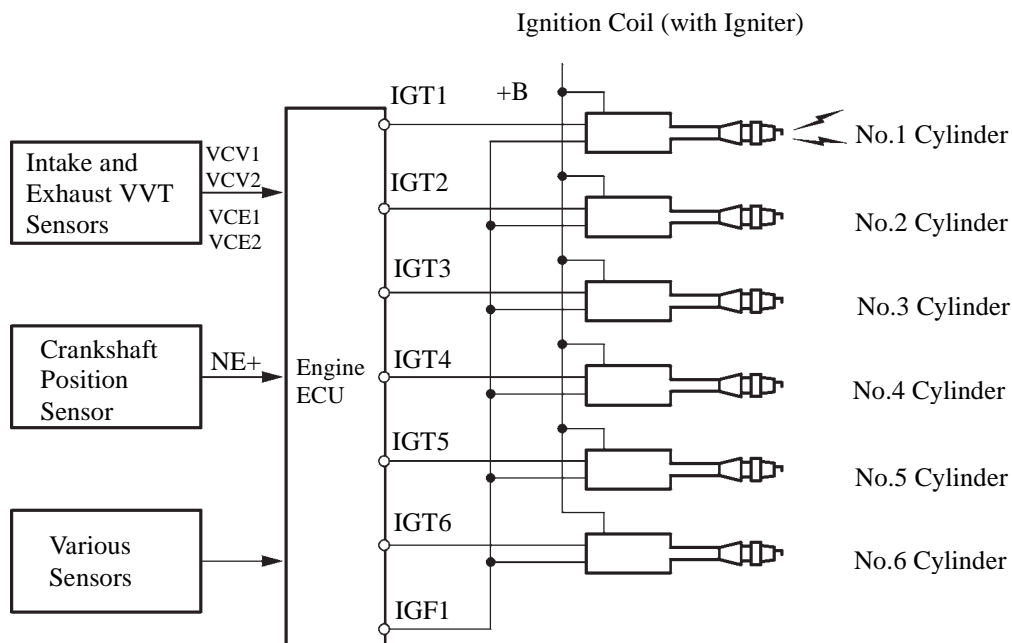 Ignition Coil (with Igniter)
IGT1
+B
No.1 Cylinder
Intake and
Exhaust VVT
Sensors
VCV1
VCV2
VCE1
VCE2
IGT2
No.2 Cylinder
IGT3
No.3 Cylinder
Crankshaft
Position
Sensor
NE+
Engine
ECU
IGT4
No.4 Cylinder
IGT5
No.5 Cylinder
Various
Sensors
IGT6
No.6 Cylinder
IGF1